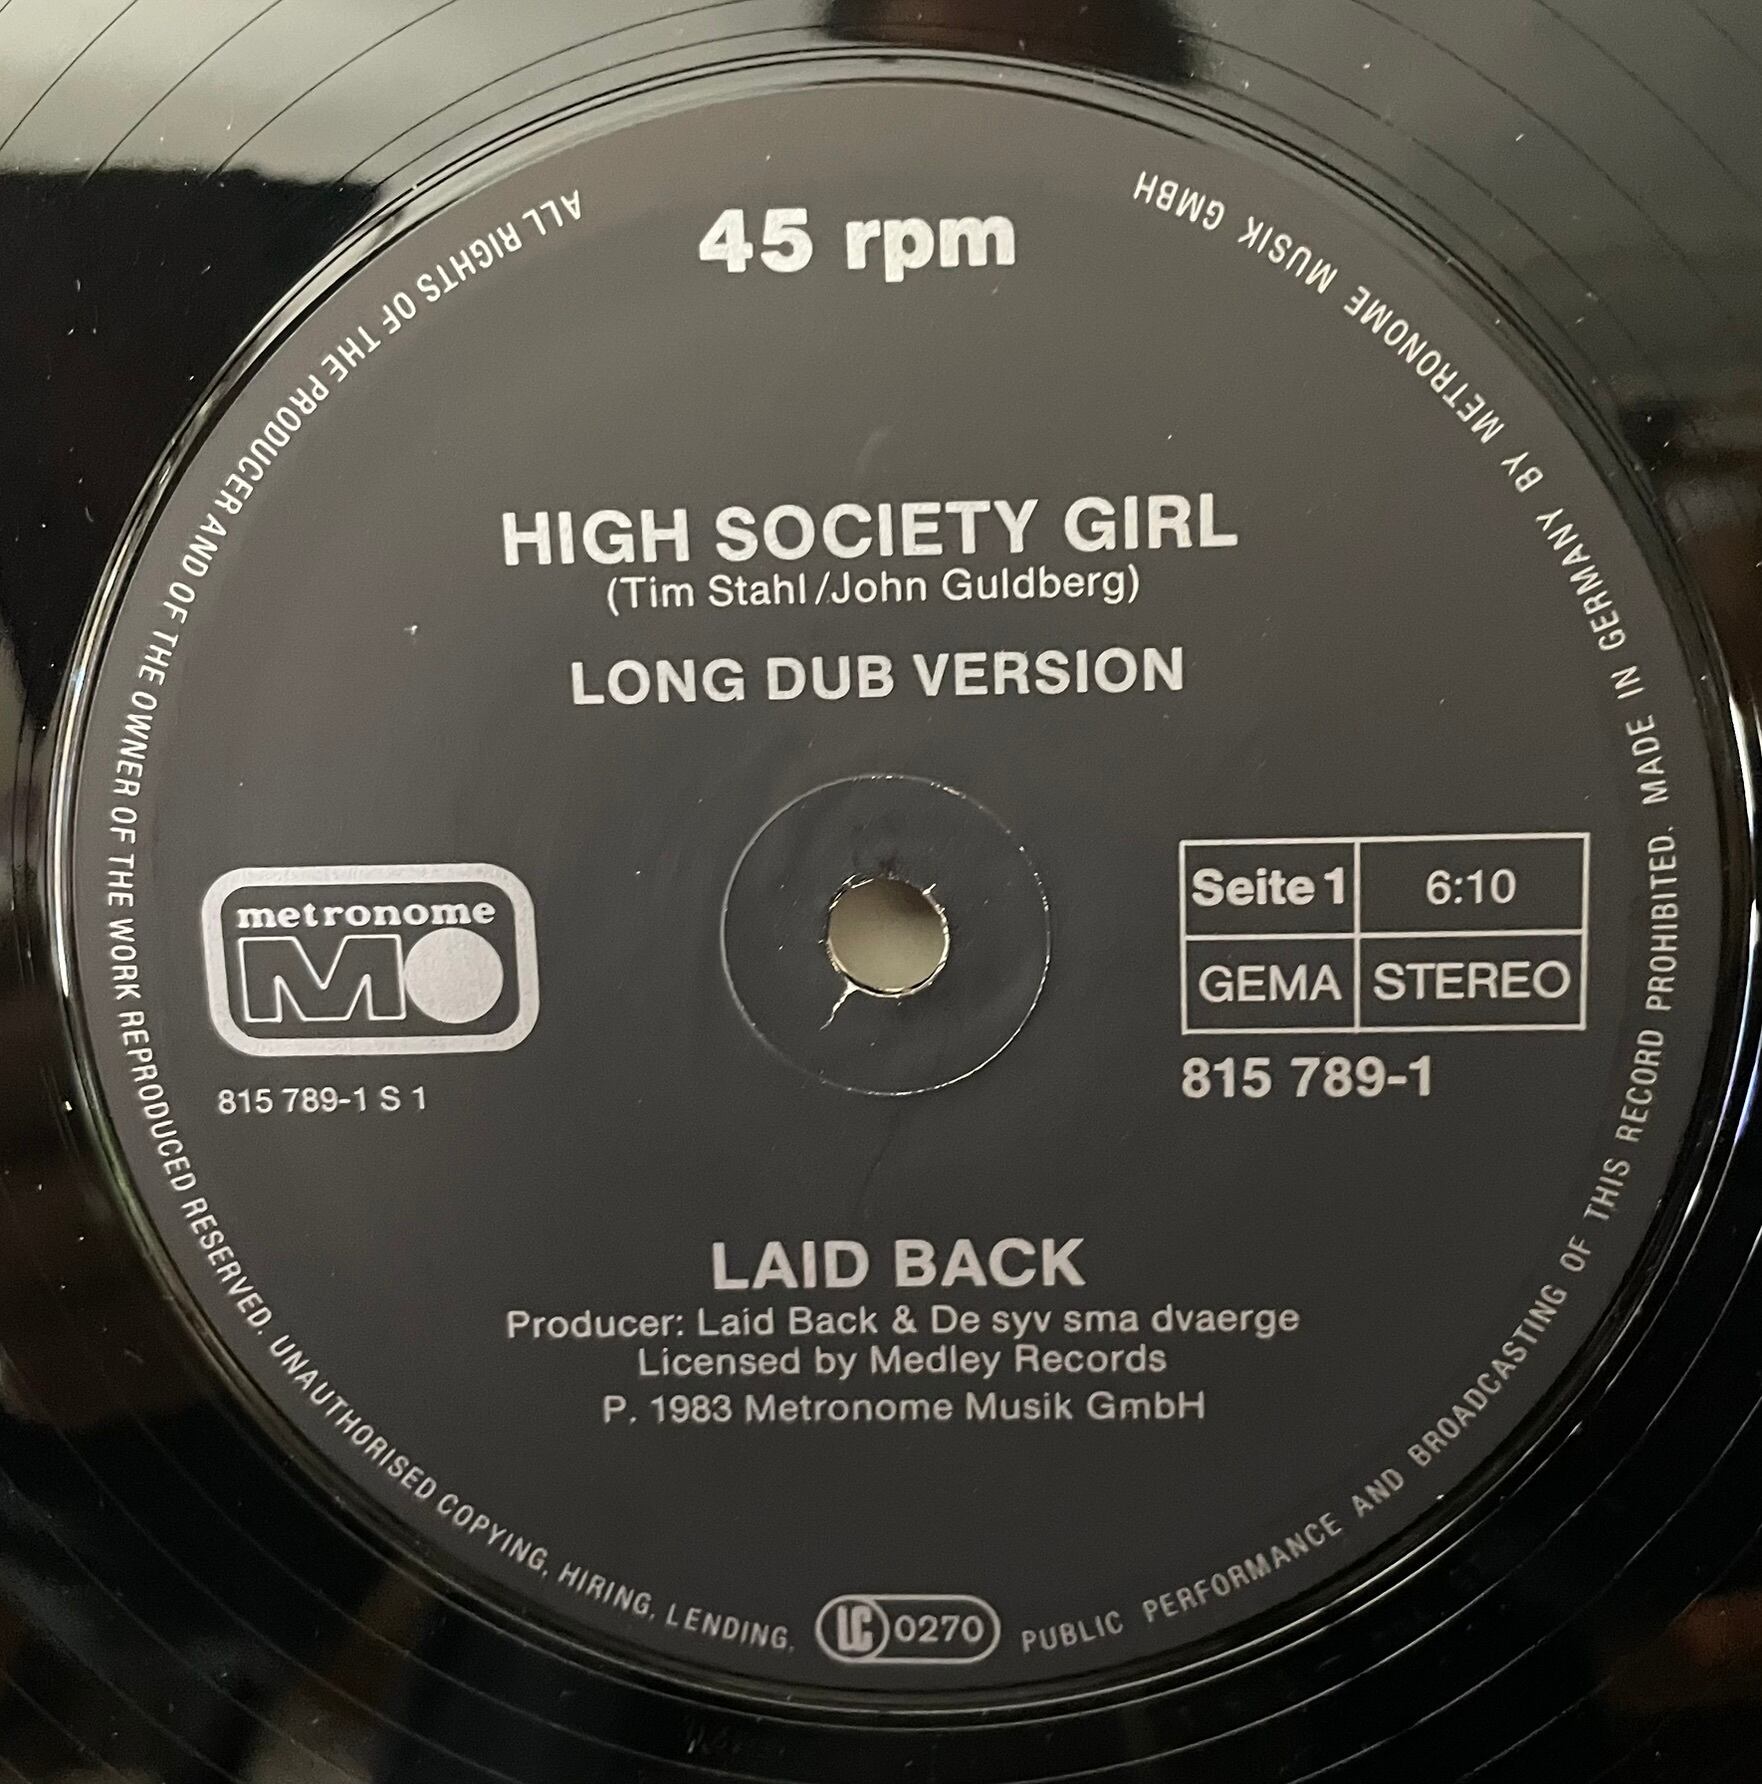 45 rpm
HIGH SOCIETY GIRL
(Tim Stahl/John Guldberg)
LONG DUB VERSION
metronome
MO
815 789-1 S 1
Seite 1
6:10
GEMA
STEREO
815 789-1
LAID BACK
Producer: Laid Back & De syv sma dvaerge
Licensed by Medley Records
P. 1983 Metronome Musik GmbH
ALL RIGHTS OF THE PRODUCER AND OF THE OWNER OF THE WORK REPRODUCED RESERVED. UNAUTHORISED COPYING, HIRING, LENDING, PUBLIC PERFORMANCE AND BROADCASTING OF THIS RECORD PROHIBITED. MADE IN GERMANY BY METRONOME MUSIK GMBH
LC 0270